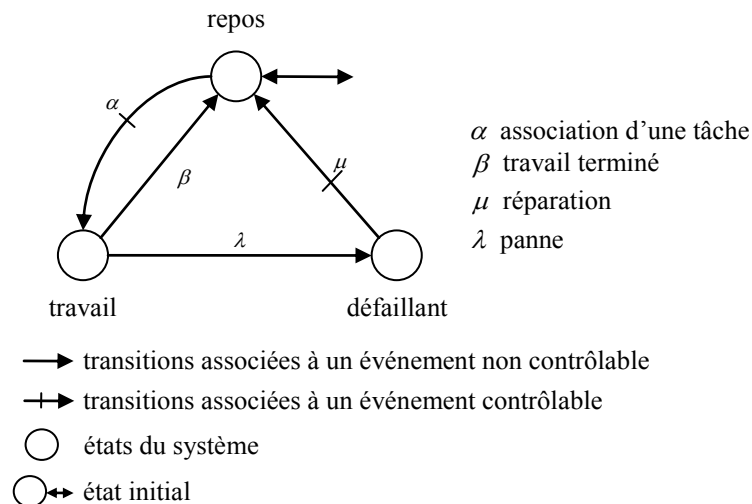 repos
α
β
μ
λ
travail
défaillant
α association d'une tâche
β travail terminé
μ réparation
λ panne
transitions associées à un événement non contrôlable
transitions associées à un événement contrôlable
états du système
état initial